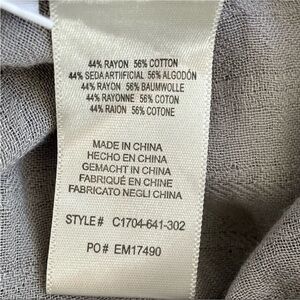 44% RAYON 56% COTTON
44% SEDA ARTIIFICIAL 56% ALGODÓN
44% RAYON 56% BAUMWOLLE
44% RAYONNE 56% COTON
44% RAION 56% COTONE
MADE IN CHINA
HECHO EN CHINA
GEMACHT IN CHINA
FABRIQUÉ EN CHINE
FABRICATO NEGLI CHINA
STYLE# C1704-641-302
PO# EM17490